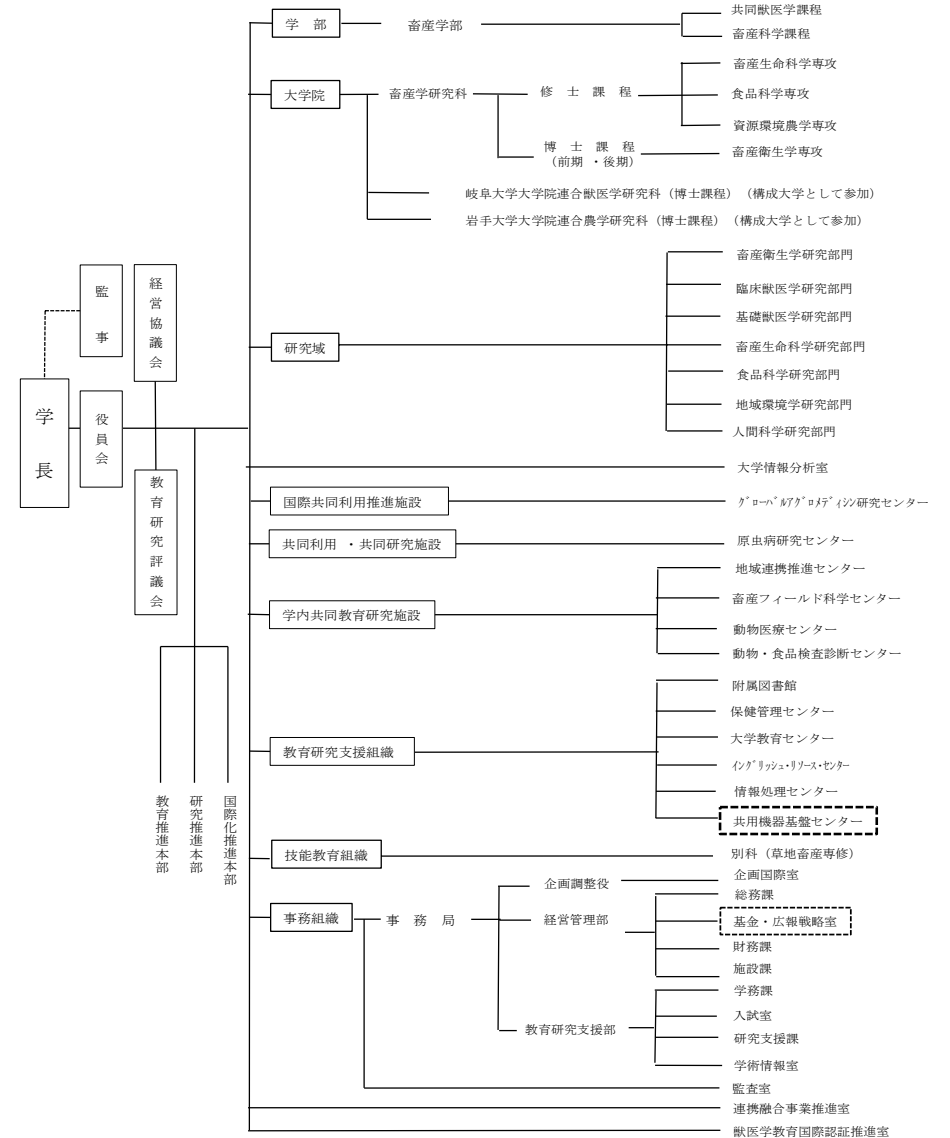 学 部
畜産学部
共同獣医学課程
畜産科学課程
大学院
畜産学研究科
修 士 課 程
畜産生命科学専攻
食品科学専攻
資源環境農学専攻
博 士 課 程
(前期 ・後期)
畜産衛生学専攻
岐阜大学大学院連合獣医学研究科(博士課程)(構成大学として参加)
岩手大学大学院連合農学研究科(博士課程)(構成大学として参加)
学長
監事
役員会
経営協議会
教育研究評議会
教育推進本部
研究推進本部
国際化推進本部
研究域
畜産衛生学研究部門
臨床獣医学研究部門
基礎獣医学研究部門
畜産生命科学研究部門
食品科学研究部門
地域環境学研究部門
人間科学研究部門
大学情報分析室
国際共同利用推進施設
グローバルアグロメディシン研究センター
共同利用 ・共同研究施設
原虫病研究センター
学内共同教育研究施設
地域連携推進センター
畜産フィールド科学センター
動物医療センター
動物・食品検査診断センター
教育研究支援組織
附属図書館
保健管理センター
大学教育センター
イングリッシュ・リソース・センター
情報処理センター
共用機器基盤センター
技能教育組織
別科(草地畜産専修)
事務組織
事 務 局
企画調整役
企画国際室
経営管理部
総務課
基金・広報戦略室
財務課
施設課
教育研究支援部
学務課
入試室
研究支援課
学術情報室
監査室
連携融合事業推進室
獣医学教育国際認証推進室